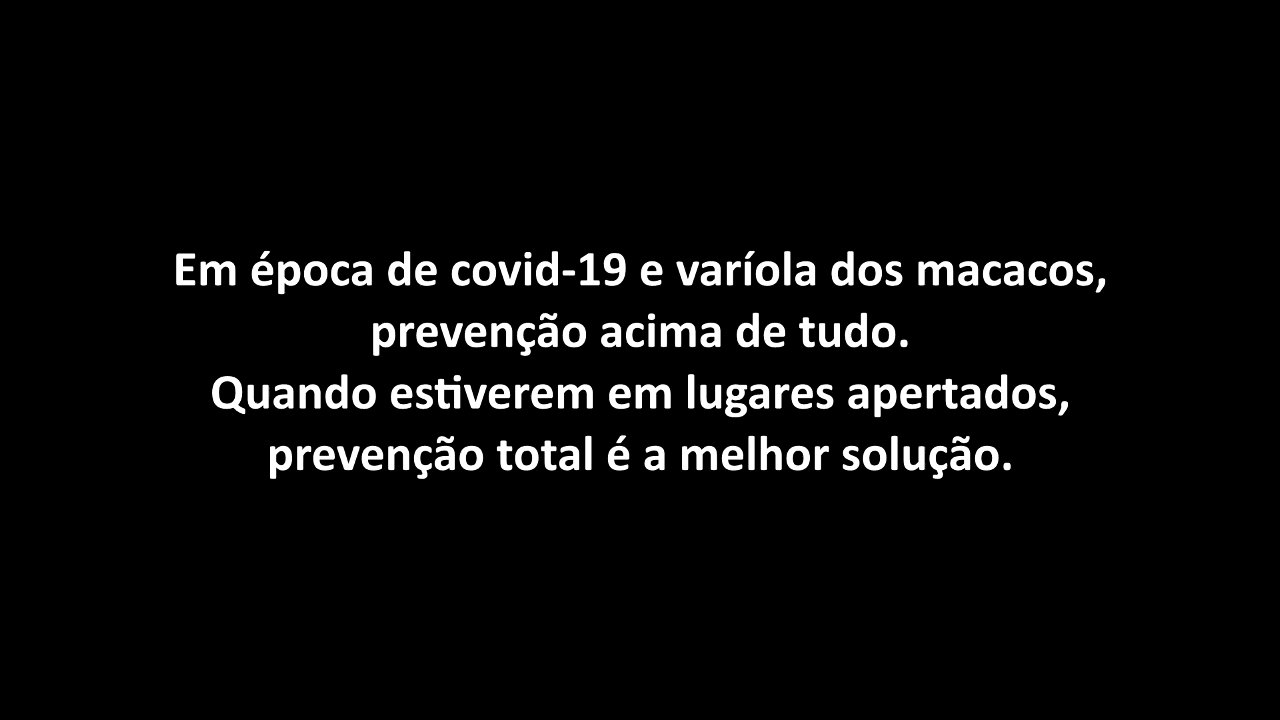 Em época de covid-19 e varíola dos macacos,
prevenção acima de tudo.
Quando estiverem em lugares apertados,
prevenção total é a melhor solução.